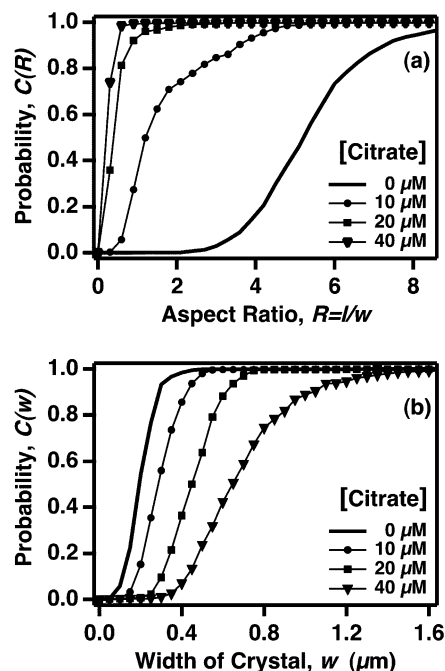 1.0
0.8
0.6
0.4
0.2
0.0
Probability, C(R)
(a)
[Citrate]
0 µM
10 µM
20 µM
40 µM
0 2 4 6 8
Aspect Ratio, R=l/w
1.0
0.8
0.6
0.4
0.2
0.0
Probability, C(w)
(b)
[Citrate]
0 µM
10 µM
20 µM
40 µM
0.0 0.4 0.8 1.2 1.6
Width of Crystal, w (µm)